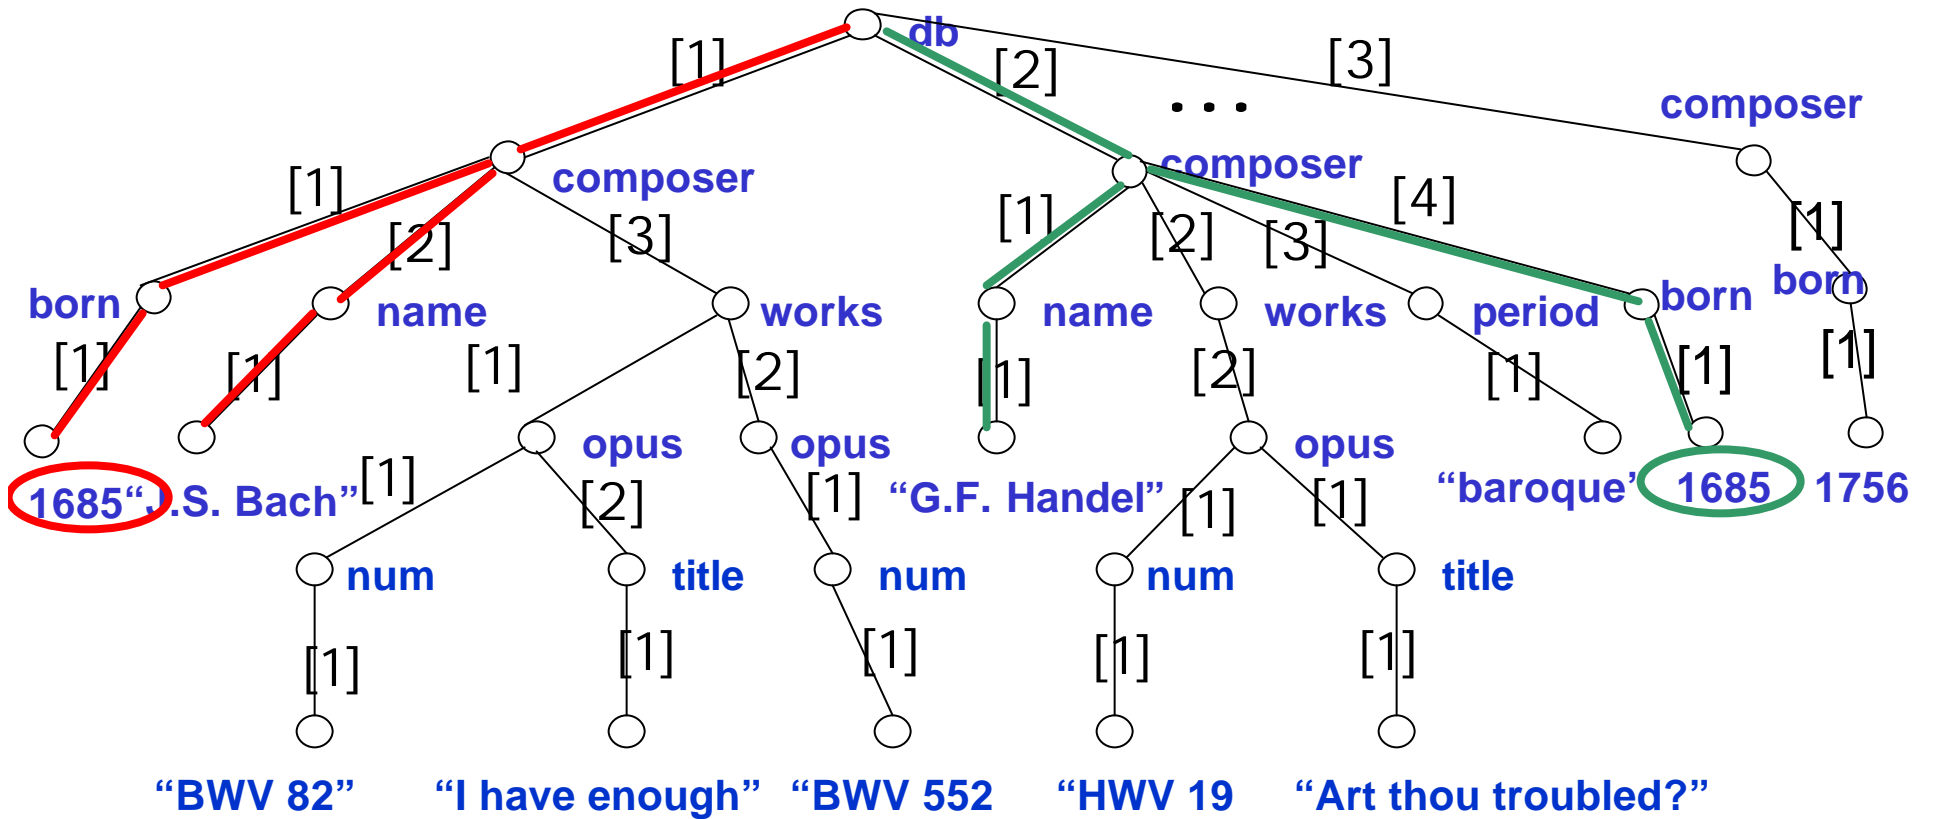 db
[1] [2] [3]
...
composer
composer composer
[1] [2] [3] [1] [2] [3] [4] [1]
born name works name works period born born
[1] [1] [1] [2] [1] [2] [1] [1] [1]
opus opus opus
1685 “J.S. Bach” “G.F. Handel” “baroque’ 1685 1756
[1] [2] [1] [1] [1]
num title num num title
[1] [1] [1] [1] [1]
“BWV 82” “I have enough” “BWV 552 “HWV 19 “Art thou troubled?”